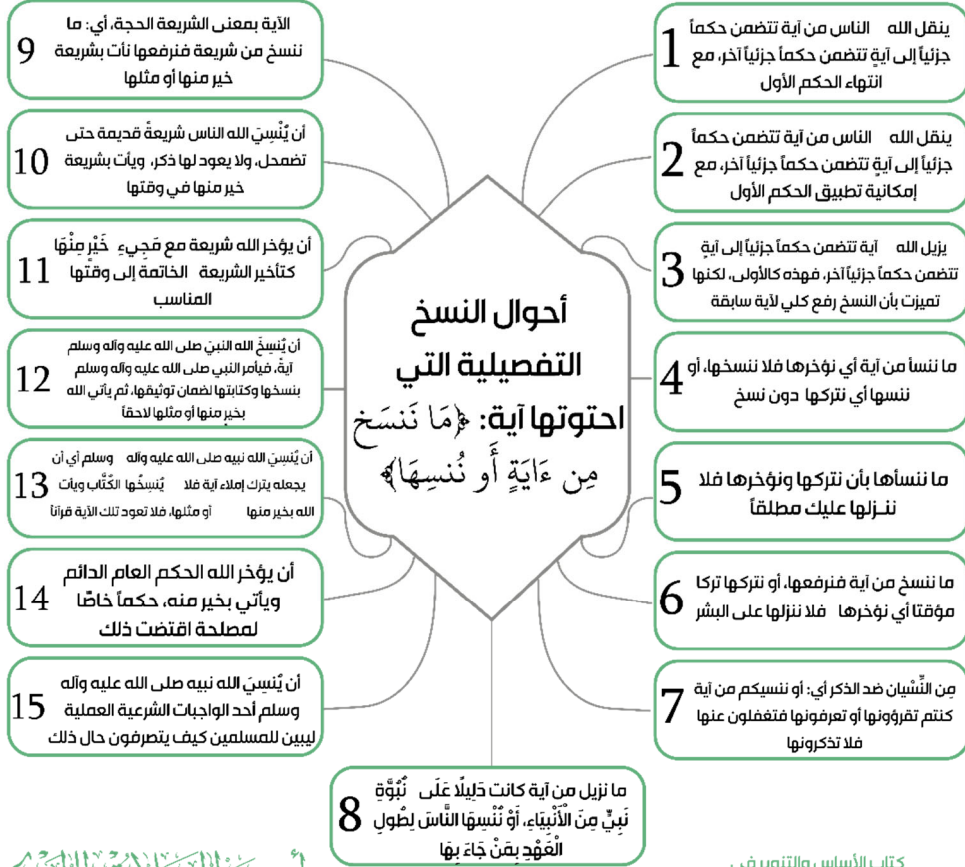 أحوال النسخ
التفصيلية التي
احتوتها آية: ﴿مَا نَنسَخ
مِن ءَايَةٍ أَو نُنسِهَا﴾
1
ينقل الله الناس من آية تتضمن حكماً
جزئياً إلى آيةٍ تتضمن حكماً جزئياً آخر، مع
انتهاء الحكم الأول
2
ينقل الله الناس من آية تتضمن حكماً
جزئياً إلى آيةٍ تتضمن حكماً جزئياً آخر، مع
إمكانية تطبيق الحكم الأول
3
يزيل الله آية تتضمن حكماً جزئياً إلى آيةٍ
تتضمن حكماً جزئياً آخر، فهذه كالأولى، لكنها
تميزت بأن النسخ رفع كلي لآية سابقة
4
ما ننسأ من آية أي نؤخرها فلا ننسخها، أو
ننسها أي نتركها دون نسخ
5
ما ننسأها بأن نتركها ونؤخرها فلا
ننـزلها عليك مطلقاً
6
ما ننسخ من آية فنرفعها، أو نتركها تركا
مؤقتا أي نؤخرها فلا ننزلها على البشر
7
مِن النِّسْيان ضد الذكر أي: أو ننسيكم من آية
كنتم تقرؤونها أو تعرفونها فتغفلون عنها
فلا تذكرونها
8
ما نزيل من آية كانت دَلِيلًا عَلَى نُبُوَّةِ
نَبِيٍّ مِنَ الْأَنْبِيَاءِ، أَوْ نُنْسِهَا النَّاسَ لِطُولِ
الْعَهْدِ بِمَنْ جَاءَ بِهَا
9
الآية بمعنى الشريعة الحجة، أي: ما
ننسخ من شريعة فنرفعها نأت بشريعة
خير منها أو مثلها
10
أن يُنْسِيَ الله الناس شريعةً قديمة حتى
تضمحل، ولا يعود لها ذكر، ويأت بشريعة
خير منها في وقتها
11
أن يؤخر الله شريعة مع مَجِيءِ خَيْرٍ مِنْهَا
كتأخير الشريعة الخاتمة إلى وقتها
المناسب
12
أن يُنسِخَ الله النبيَ صلى الله عليه وآله وسلم
آيةً، فيأمر النبي صلى الله عليه وآله وسلم
بنسخها وكتابتها لضمان توثيقها، ثم يأتي الله
بخيرٍ منها أو مثلها لاحقاً
13
أن يُنسِيَ الله نبيه صلى الله عليه وآله وسلم أي أن
يجعله يترك إملاء آية فلا يُنسِخُها الكُتَّاب ويأت
الله بخير منها أو مثلها، فلا تعود تلك الآية قرآناً
14
أن يؤخر الله الحكم العام الدائم
ويأتي بخير منه، حكماً خاصًا
لمصلحة اقتضت ذلك
15
أن يُنسِيَ الله نبيه صلى الله عليه وآله
وسلم أحد الواجبات الشرعية العملية
ليبين للمسلمين كيف يتصرفون حال ذلك
كتاب الأساس والتنوير في